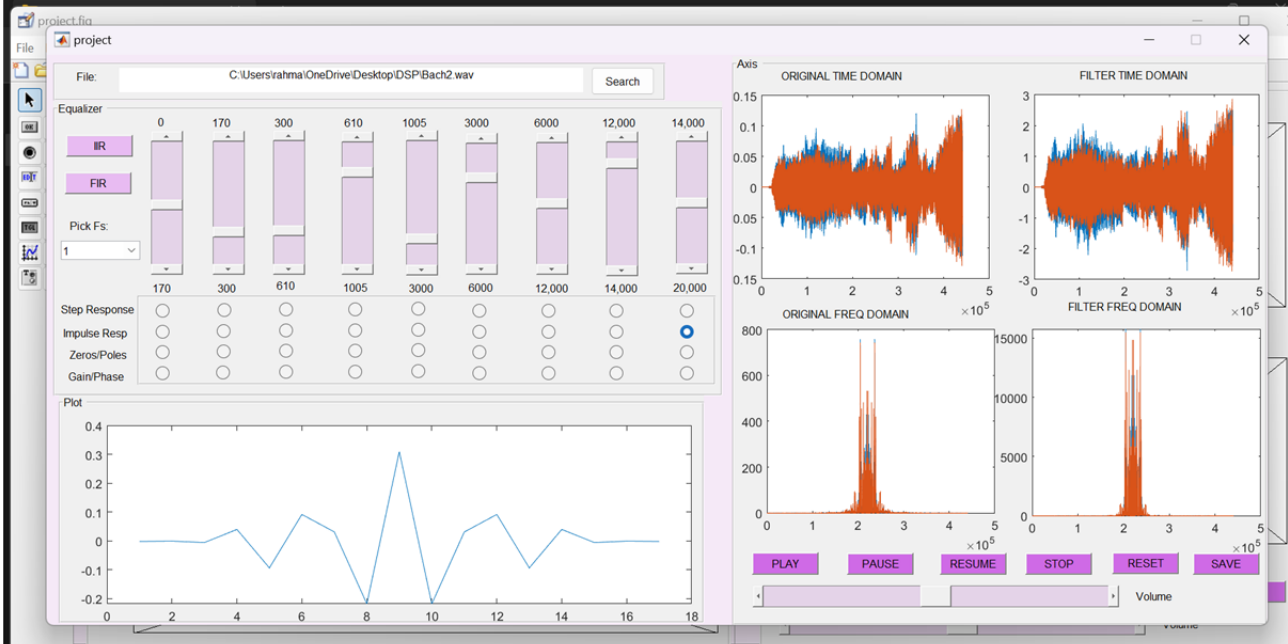 project.fig
File
project
File: C:\Users\rahma\OneDrive\Desktop\DSP\Bach2.wav Search
Equalizer
0 170 300 610 1005 3000 6000 12,000 14,000
IIR
FIR
Pick Fs:
1
170 300 610 1005 3000 6000 12,000 14,000 20,000
Step Response
Impulse Resp
Zeros/Poles
Gain/Phase
Plot
0.4
0.3
0.2
0.1
0
-0.1
-0.2
0 2 4 6 8 10 12 14 16 18
Axis
ORIGINAL TIME DOMAIN
0.15
0.1
0.05
0
0.05
-0.1
0.15
0 1 2 3 4 5
×10^5
FILTER TIME DOMAIN
3
2
1
0
-1
-2
-3
0 1 2 3 4 5
×10^5
ORIGINAL FREQ DOMAIN
800
600
400
200
0
0 1 2 3 4 5
×10^5
FILTER FREQ DOMAIN
15000
10000
5000
0
0 1 2 3 4 5
×10^5
PLAY PAUSE RESUME STOP RESET SAVE
Volume
Volume